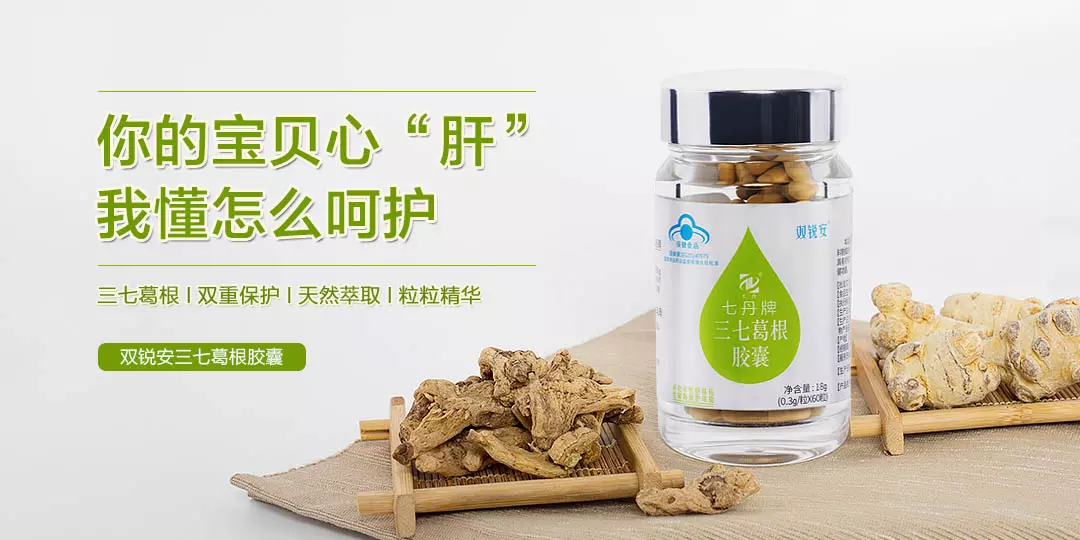 你的宝贝心“肝”
我懂怎么呵护
三七葛根 | 双重保护 | 天然萃取 | 粒粒精华
双锐安三七葛根胶囊
保健食品
双锐安
七丹牌
三七葛根
胶囊
净含量:18g
(0.3g/粒X60粒)